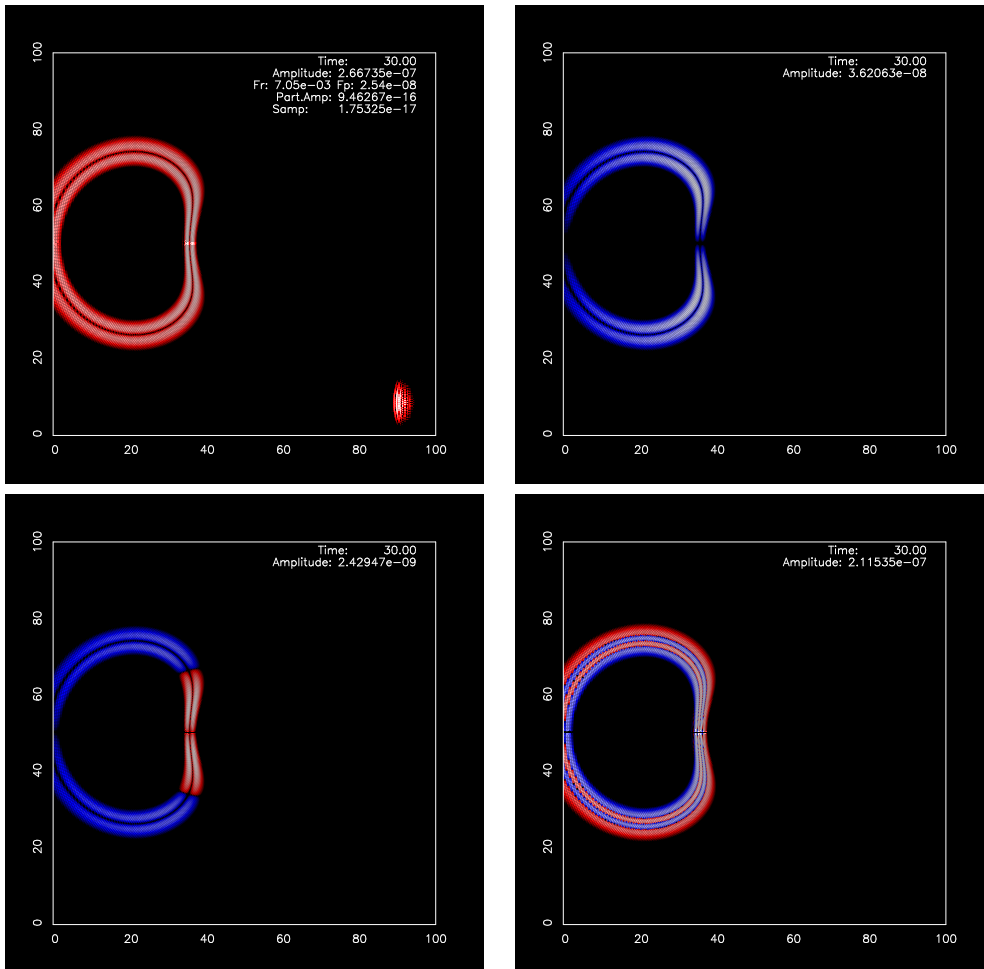 Time: 30.00
Amplitude: 2.66735e-07
Fr: 7.05e-03 Fp: 2.54e-08
Part.Amp: 9.46267e-16
Samp: 1.75325e-17
100
80
60
40
20
0
0 20 40 60 80 100
Time: 30.00
Amplitude: 3.62063e-08
100
80
60
40
20
0
0 20 40 60 80 100
Time: 30.00
Amplitude: 2.42947e-09
100
80
60
40
20
0
0 20 40 60 80 100
Time: 30.00
Amplitude: 2.11535e-07
100
80
60
40
20
0
0 20 40 60 80 100